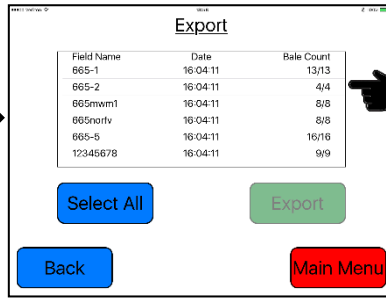 Export
Field Name Date Bale Count
665-1 16:04:11 13/13
665-2 16:04:11 4/4
665mwm1 16:04:11 8/8
665norfv 16:04:11 8/8
665-5 16:04:11 16/16
12345678 16:04:11 9/9
Select All Export
Back Main Menu